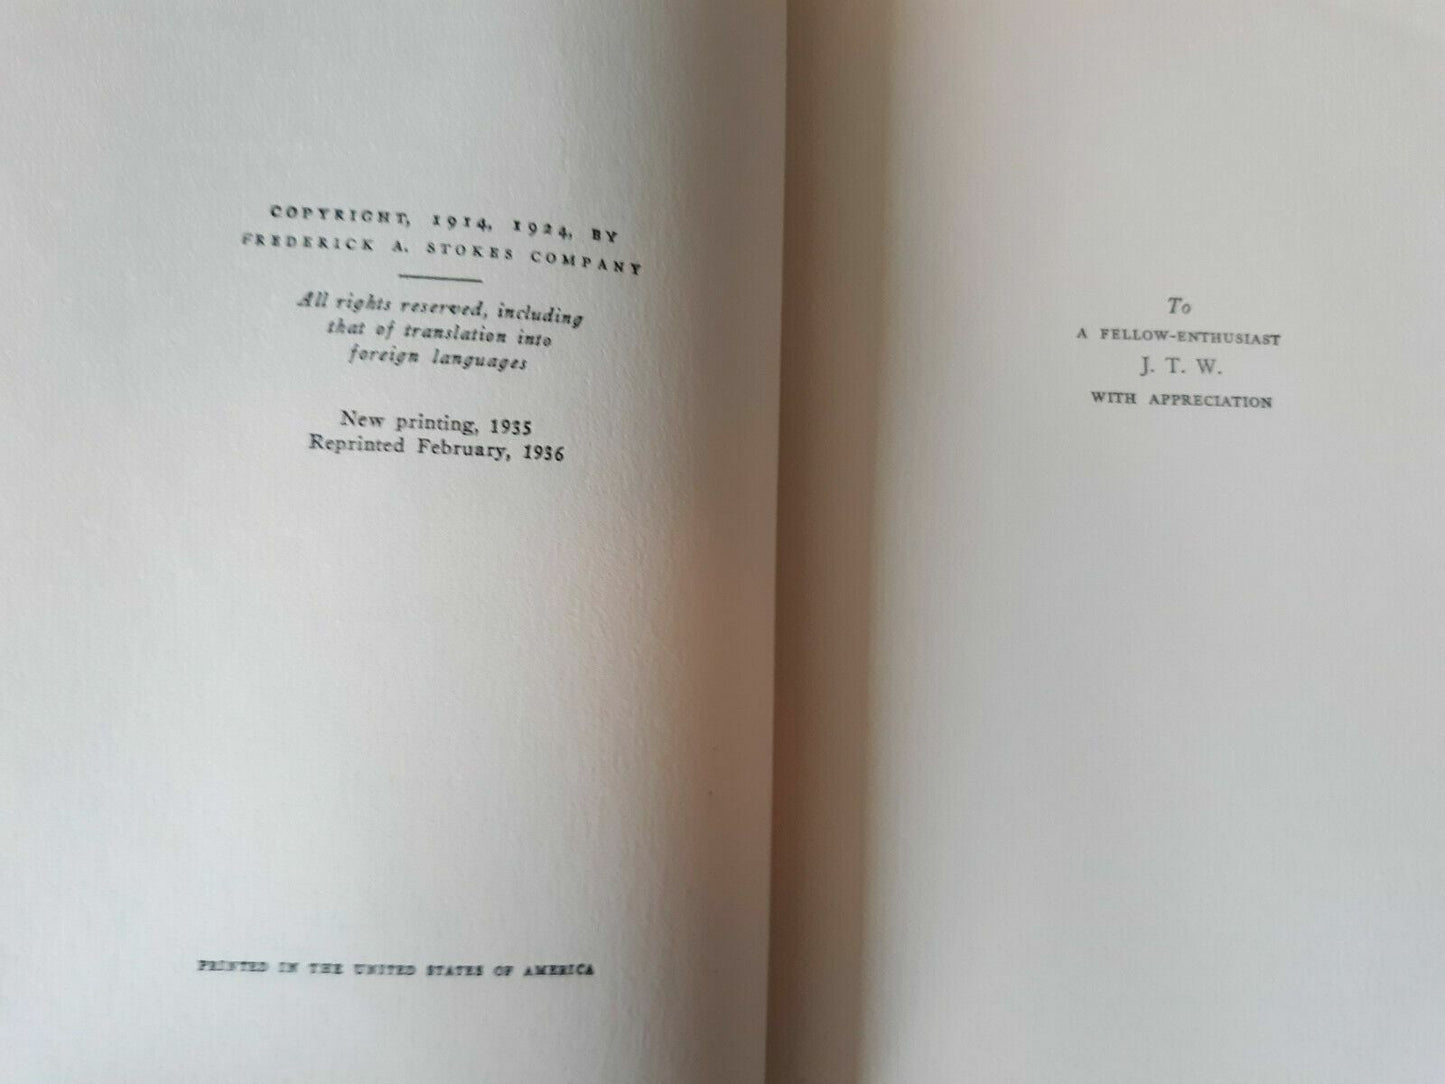 COPYRIGHT, 1914, 1924, BY
FREDERICK A. STOKES COMPANY
All rights reserved, including
that of translation into
foreign languages
New printing, 1935
Reprinted February, 1936
PRINTED IN THE UNITED STATES OF AMERICA
To
A FELLOW-ENTHUSIAST
J. T. W.
WITH APPRECIATION